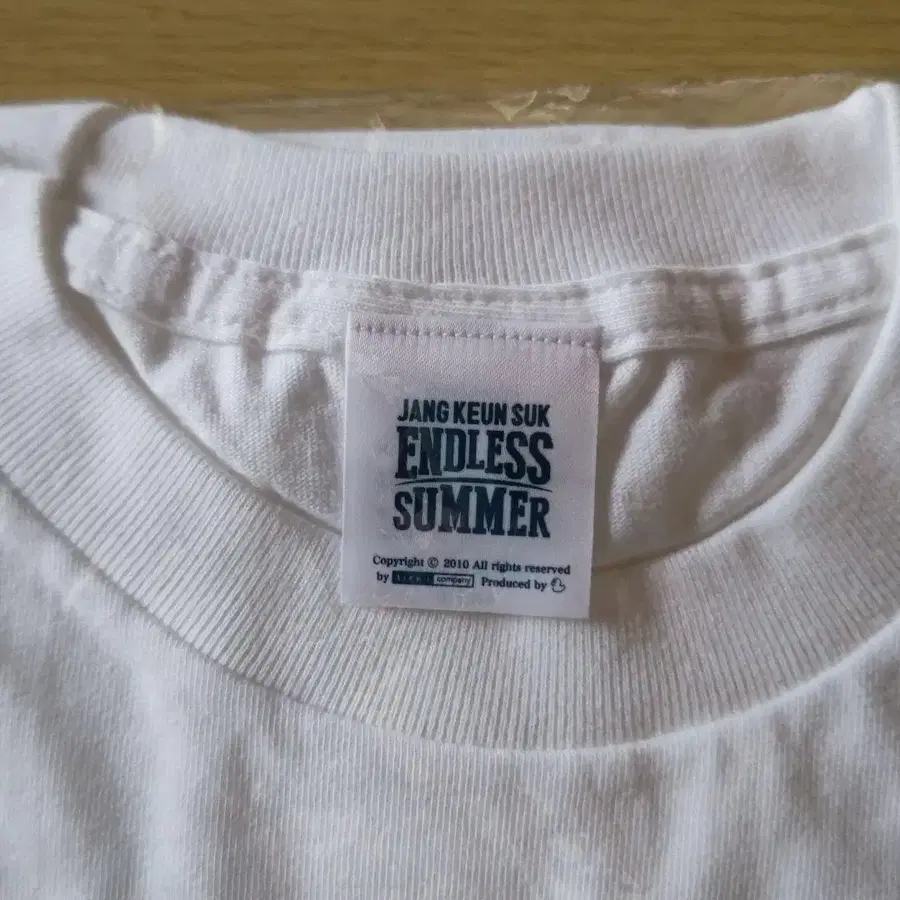 JANG KEUN SUK
ENDLESS
SUMMER
Copyright © 2010 All rights reserved
by company Produced by